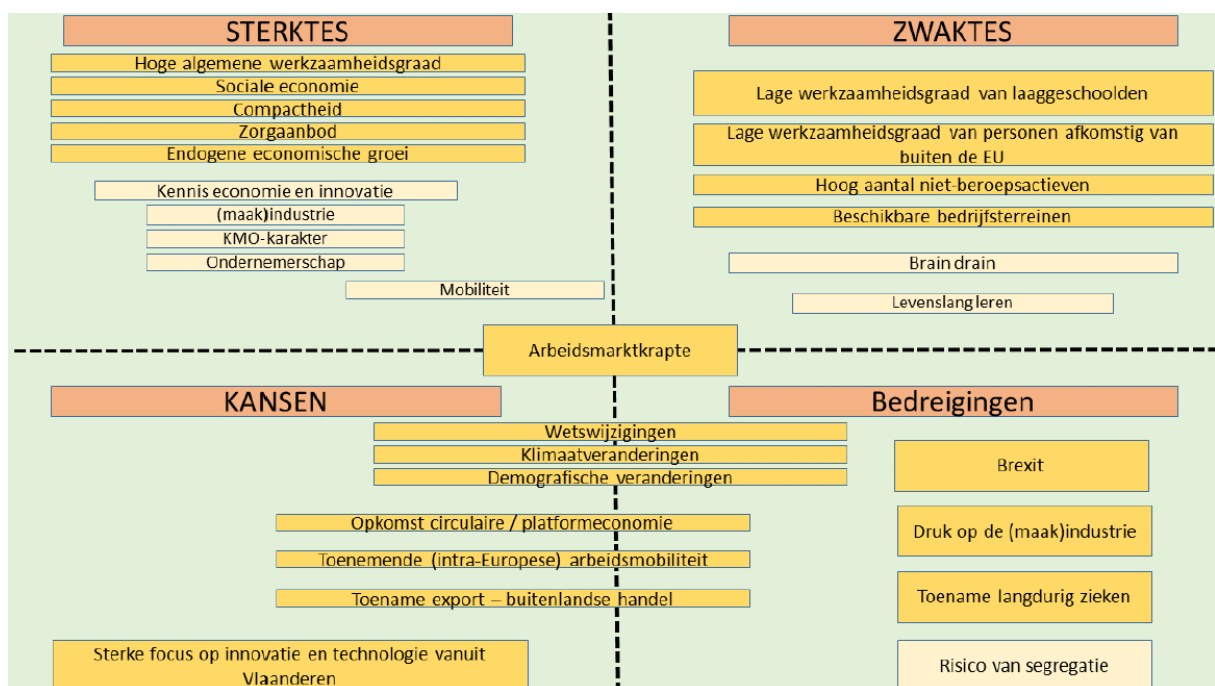 STERKTES
Hoge algemene werkzaamheidsgraad
Sociale economie
Compactheid
Zorgaanbod
Endogene economische groei
Kennis economie en innovatie
(maak)industrie
KMO-karakter
Ondernemerschap
Mobiliteit
ZWAKTES
Lage werkzaamheidsgraad van laaggeschoolden
Lage werkzaamheidsgraad van personen afkomstig van
buiten de EU
Hoog aantal niet-beroepsactieven
Beschikbare bedrijfsterreinen
Brain drain
Levenslang leren
Arbeidsmarktkrapte
KANSEN
Wetswijzigingen
Klimaatveranderingen
Demografische veranderingen
Opkomst circulaire / platformeconomie
Toenemende (intra-Europese) arbeidsmobiliteit
Toename export – buitenlandse handel
Sterke focus op innovatie en technologie vanuit
Vlaanderen
Bedreigingen
Brexit
Druk op de (maak)industrie
Toename langdurig zieken
Risico van segregatie